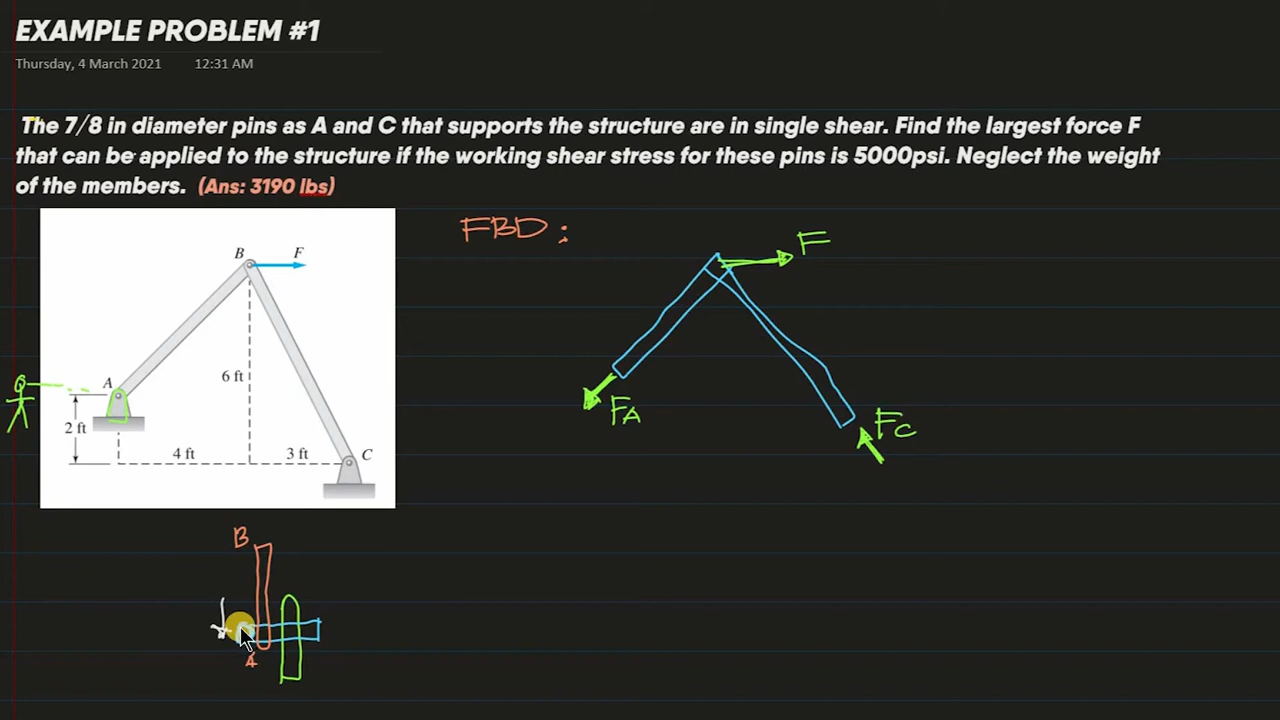 EXAMPLE PROBLEM #1
Thursday, 4 March 2021 12:31 AM
The 7/8 in diameter pins as A and C that supports the structure are in single shear. Find the largest force F
that can be applied to the structure if the working shear stress for these pins is 5000psi. Neglect the weight
of the members. (Ans: 3190 lbs)
FBD:
F
B F
A
6 ft
FA
2 ft
FC
4 ft 3 ft C
B
A